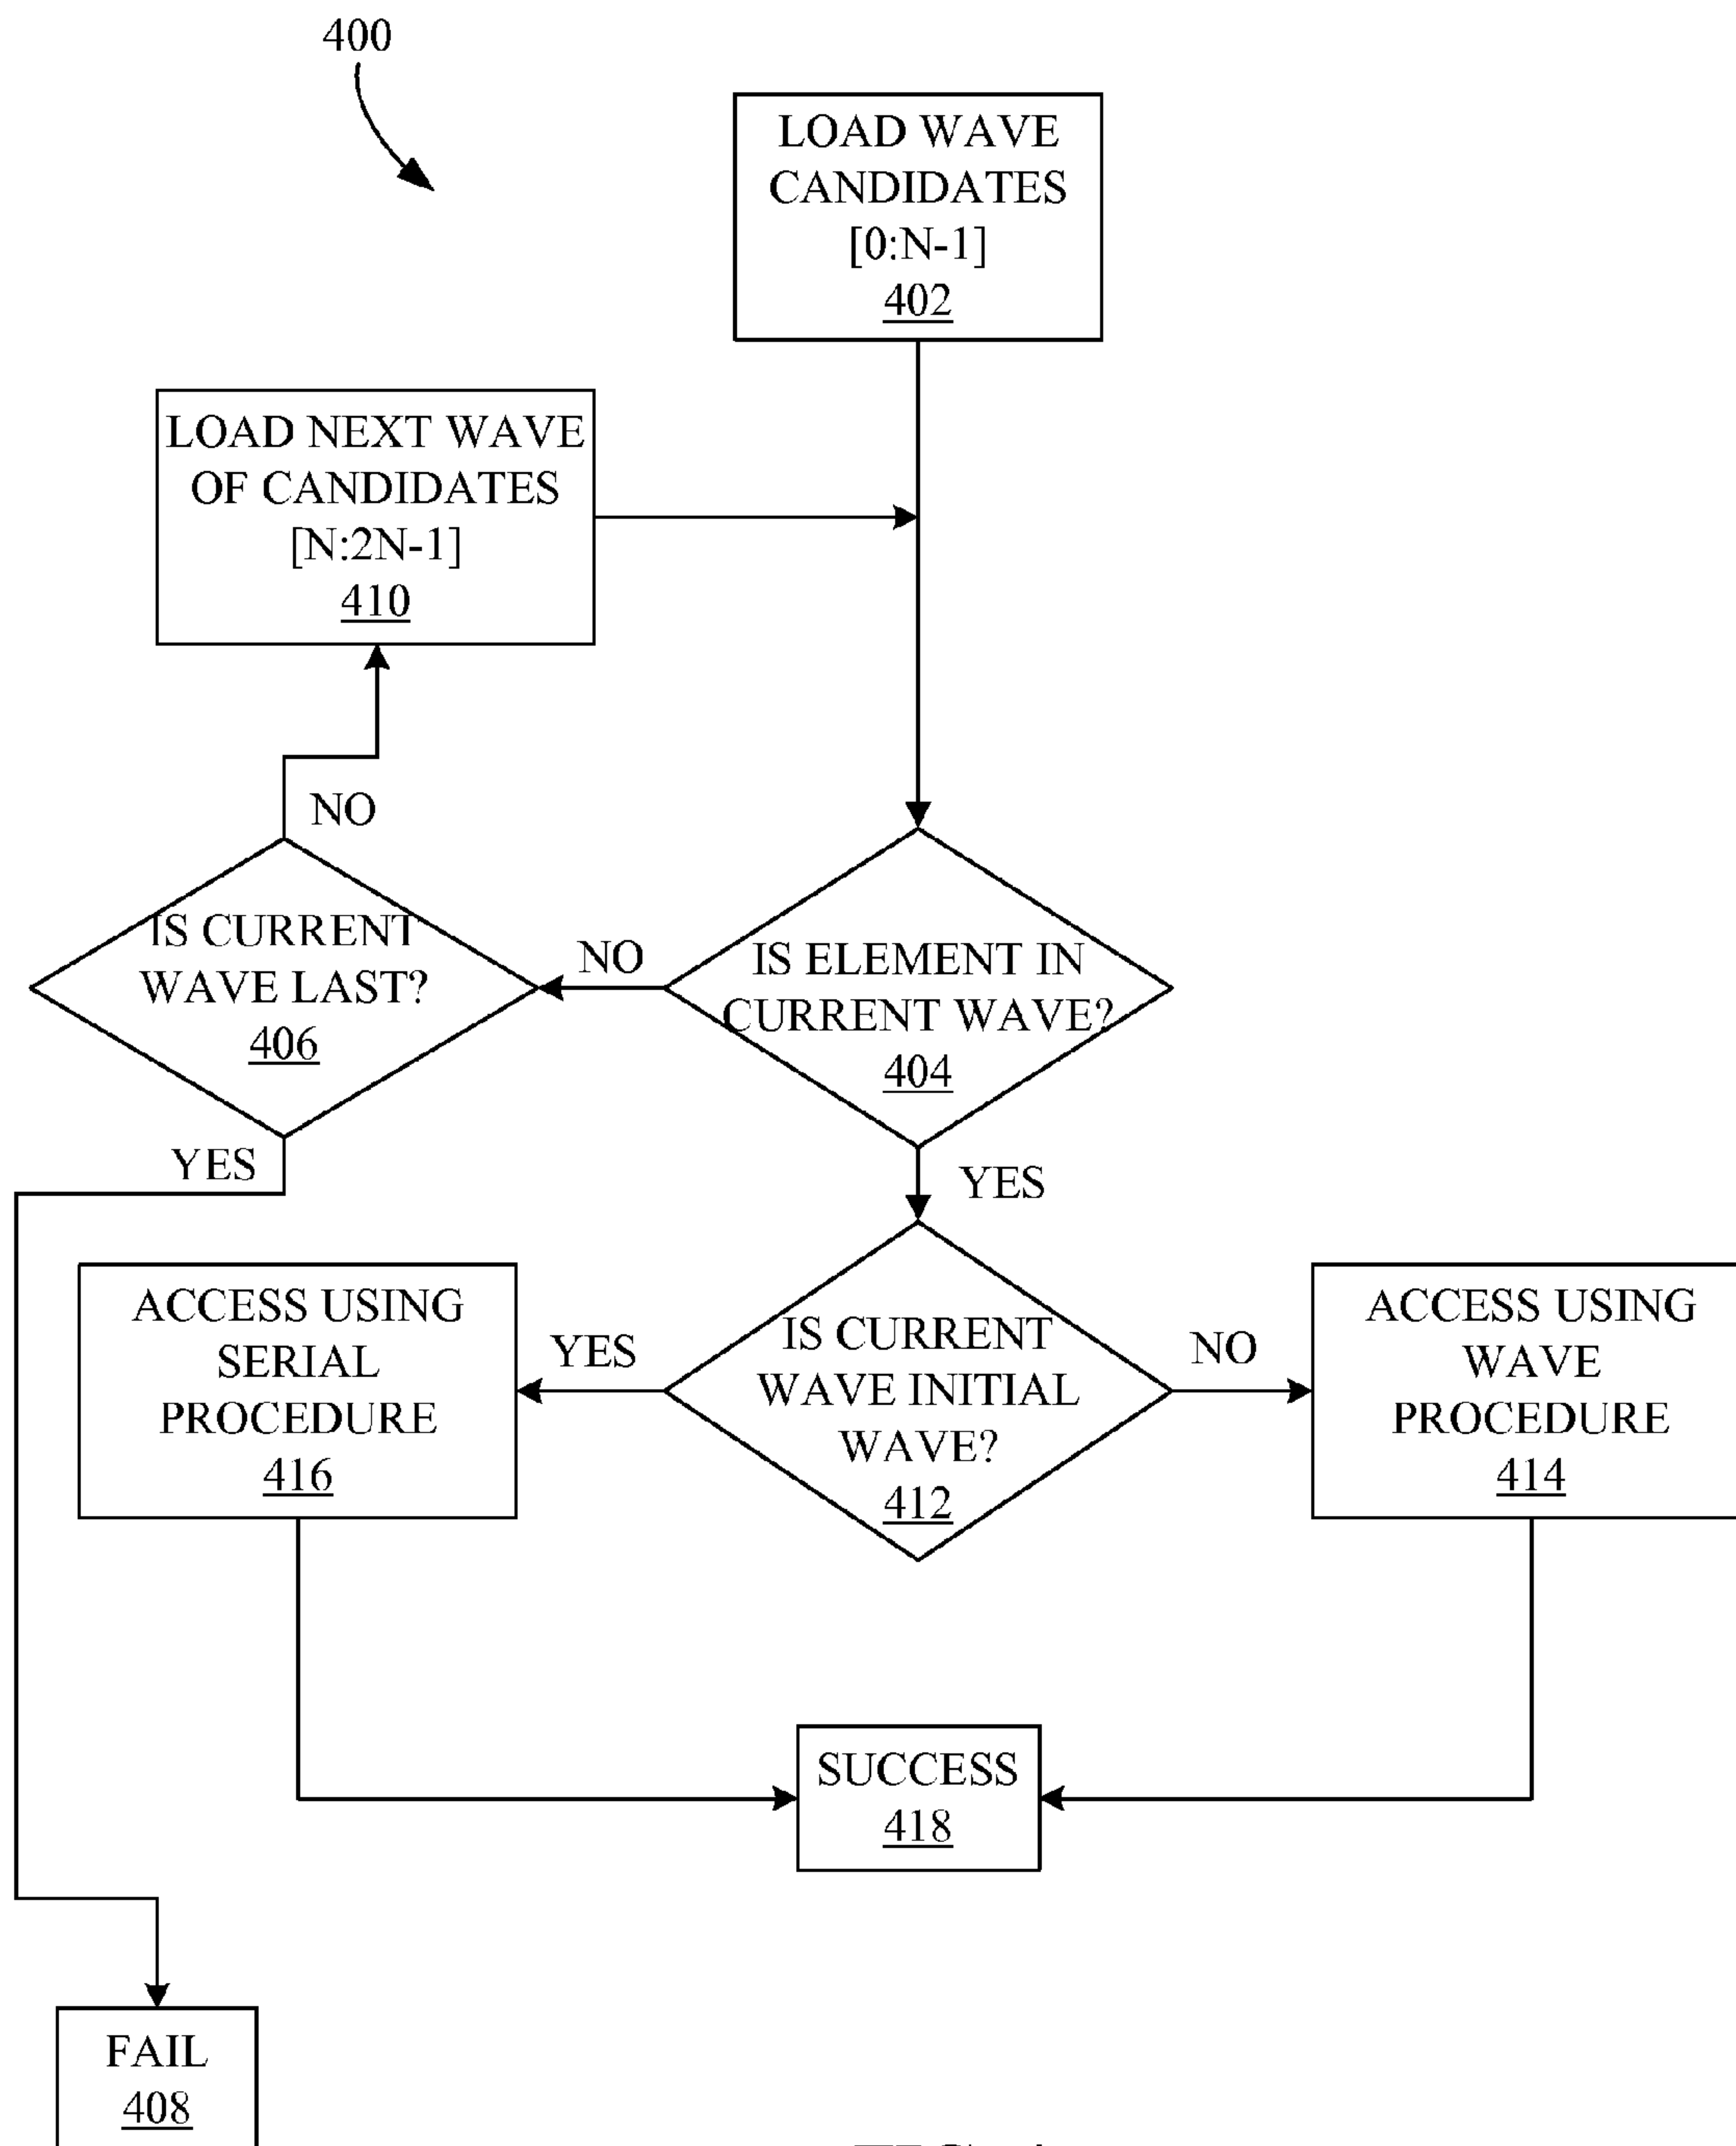 400
LOAD WAVE
CANDIDATES
[0:N-1]
402
LOAD NEXT WAVE
OF CANDIDATES
[N:2N-1]
410
NO
IS CURRENT
WAVE LAST?
406
NO
IS ELEMENT IN
CURRENT WAVE?
404
YES
YES
ACCESS USING
SERIAL
PROCEDURE
416
YES
IS CURRENT
WAVE INITIAL
WAVE?
412
NO
ACCESS USING
WAVE
PROCEDURE
414
SUCCESS
418
FAIL
408